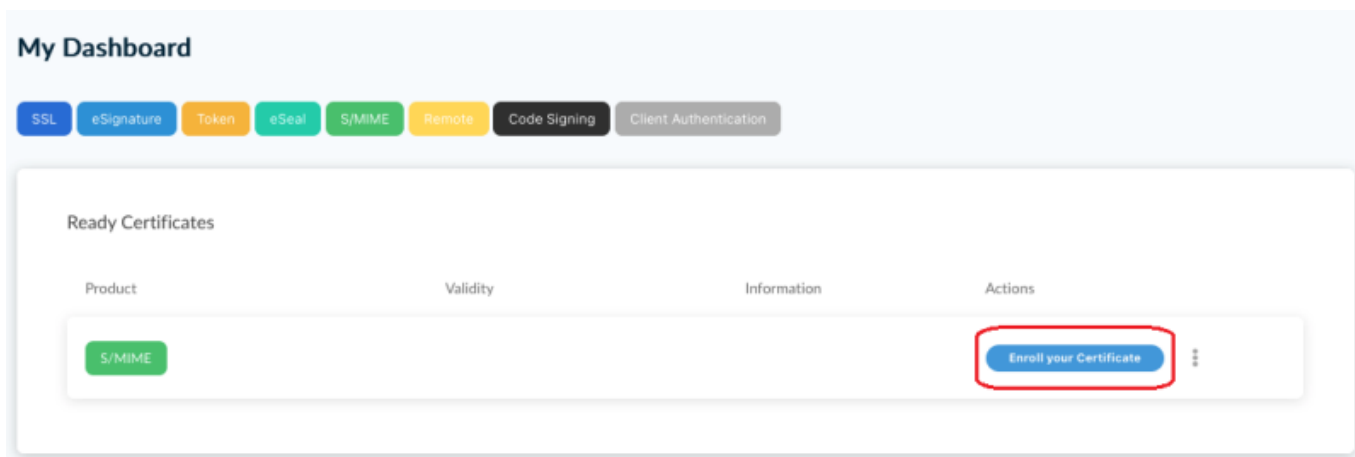 My Dashboard
SSL eSignature Token eSeal S/MIME Remote Code Signing Client Authentication
Ready Certificates
Product Validity Information Actions
S/MIME Enroll your Certificate